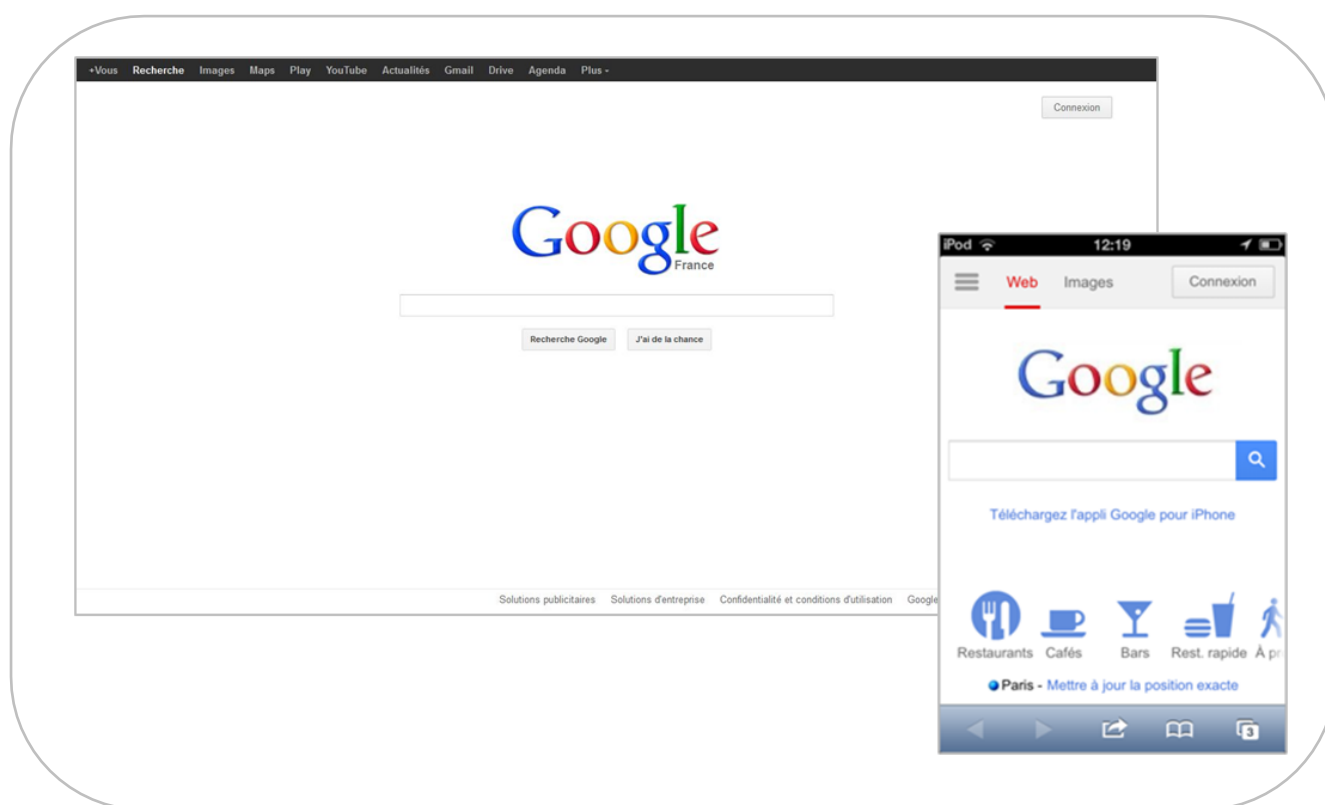 +Vous Recherche Images Maps Play YouTube Actualités Gmail Drive Agenda Plus
Connexion
Google
France
Recherche Google J'ai de la chance
Solutions publicitaires Solutions d'entreprise Confidentialité et conditions d'utilisation Google
iPod 12:19
Web Images Connexion
Google
Téléchargez l'appli Google pour iPhone
Restaurants Cafés Bars Rest. rapide À pr
Paris - Mettre à jour la position exacte
3